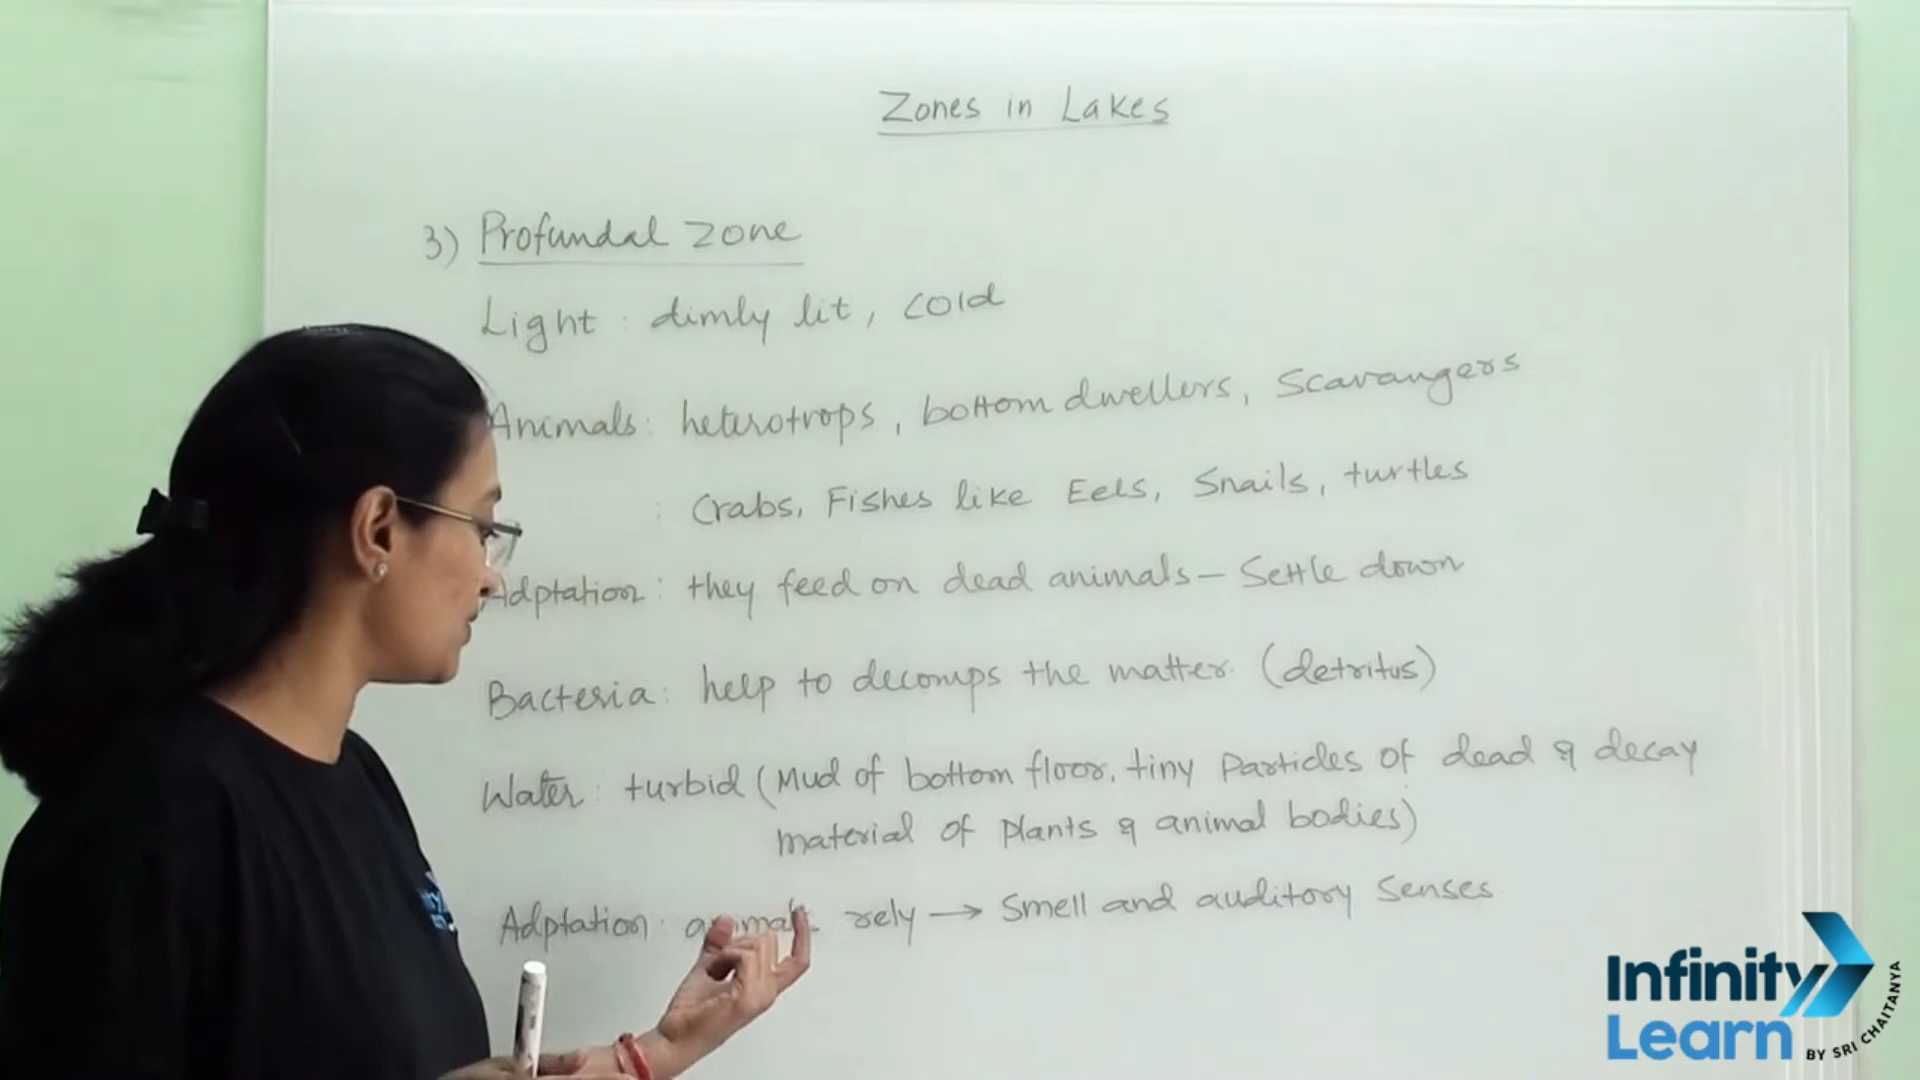 Zones in Lakes
3) Profundal zone
Light : dimly lit, cold
Animals : heterotrops, bottom dwellers, Scavangers
: Crabs, Fishes like Eels, Snails, turtles
Adptation : they feed on dead animals - Settle down
Bacteria : help to decomps the matter. (detritus)
Water : turbid (Mud of bottom floor, tiny Particles of dead & decay
material of plants & animal bodies)
Adptation : animals rely → Smell and auditory Senses.
Infinity
Learn
BY SRI CHAITANYA